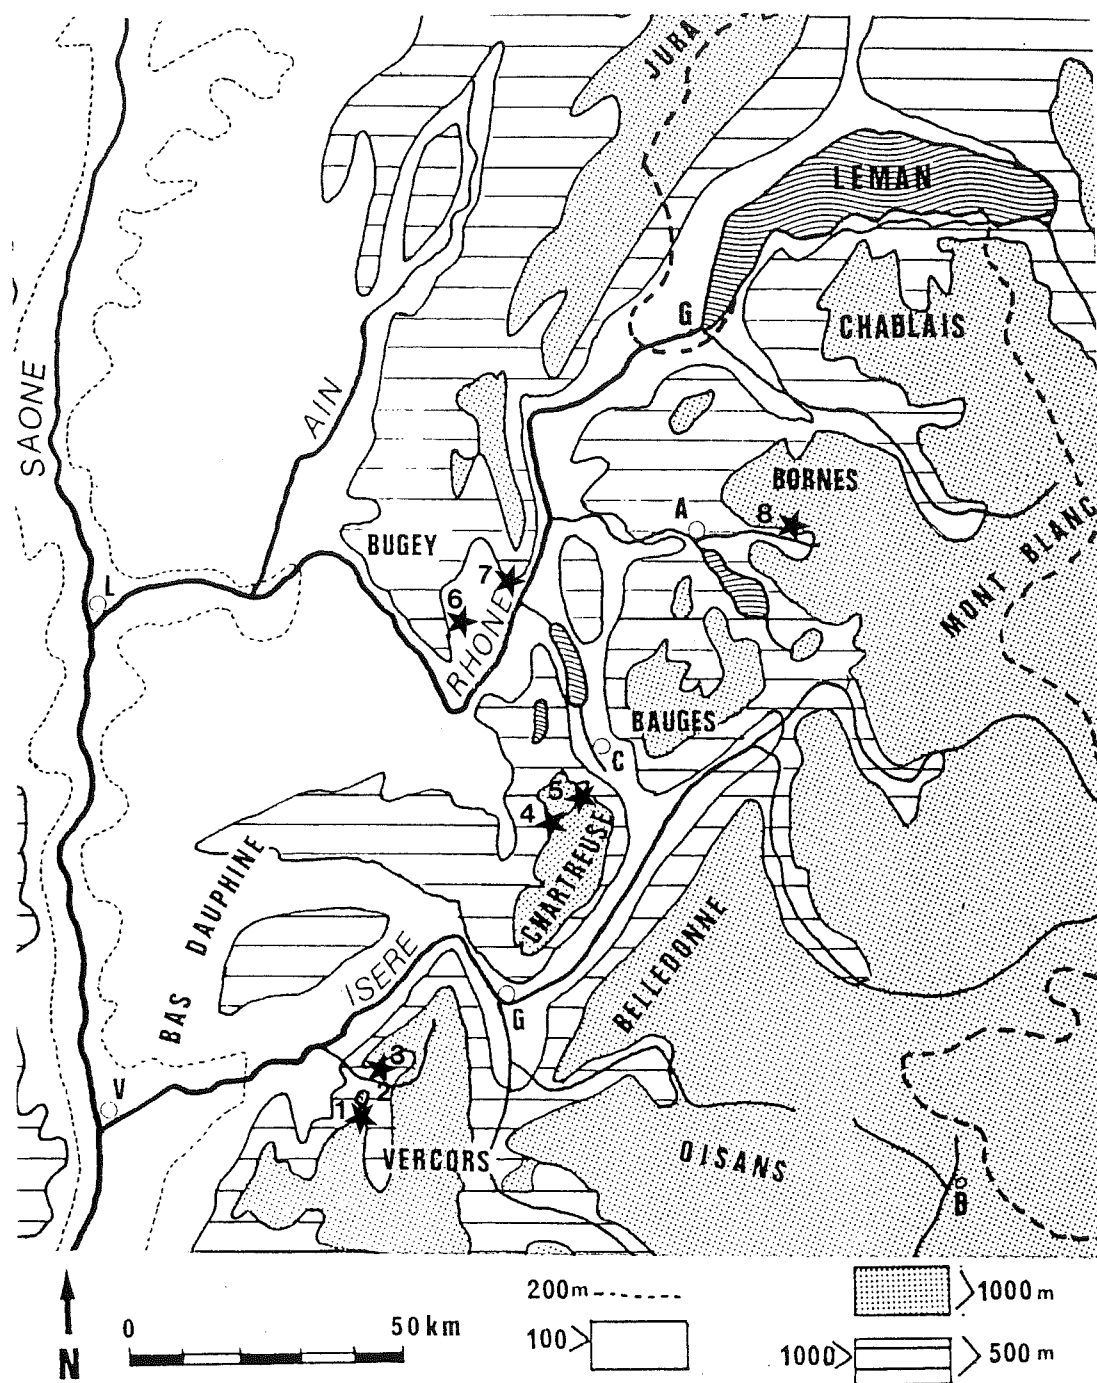 JURA
LEMAN
G
CHABLAIS
SAONE
AIN
BORNES
A
8
MONT BLANC
BUGEY
L
7
6
RHONE
BAUGES
C
5
4
CHARTREUSE
BAS DAUPHINE
ISERE
BELLEDONNE
G
V
3
2
1
VERCORS
OISANS
B
200m
1000 m
0 50 km
100>
1000> >500 m
N